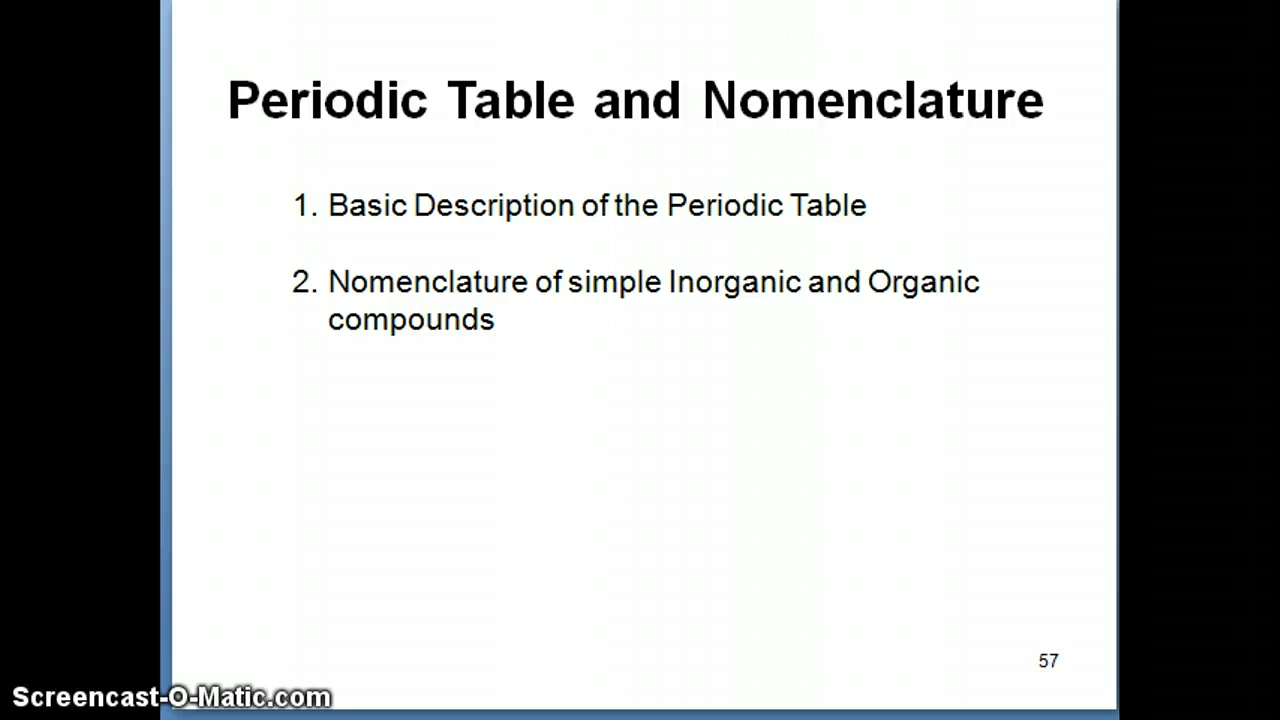 Periodic Table and Nomenclature
1. Basic Description of the Periodic Table
2. Nomenclature of simple Inorganic and Organic
compounds
57
Screencast-O-Matic.com